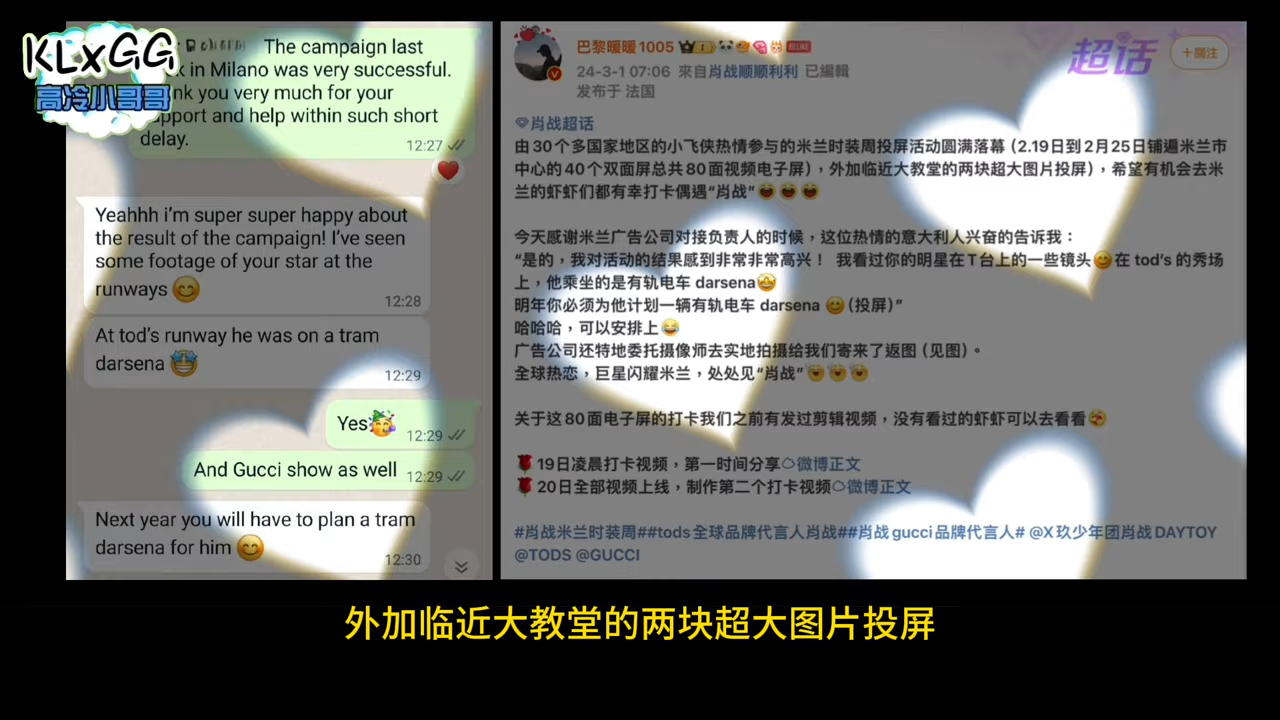 KLxGG
高冷小哥哥
The campaign last
in Milano was very successful.
you very much for your
and help within such short
delay.
12:27
Yeahhh i'm super super happy about
the result of the campaign! I've seen
some footage of your star at the
runways 😊
12:28
At tod's runway he was on a tram
darsena 🤩
12:29
Yes🥳
12:29
And Gucci show as well
12:29
Next year you will have to plan a tram
darsena for him 😊
12:30
巴黎暖暖1005
超话
+關注
24-3-1 07:06 来自肖战顺顺利利 已编辑
发布于 法国
肖战超话
由30个多国家地区的小飞侠热情参与的米兰时装周投屏活动圆满落幕（2.19日到2月25日铺遍米兰市
中心的40个双面屏总共80面视频电子屏），外加临近大教堂的两块超大图片投屏），希望有机会去米
兰的虾虾们都有幸打卡偶遇“肖战”😄😄😄
今天感谢米兰广告公司对接负责人的时候，这位热情的意大利人兴奋的告诉我：
“是的，我对活动的结果感到非常非常高兴！ 我看过你的明星在T台上的一些镜头😊在 tod's 的秀场
上，他乘坐的是有轨电车 darsena🤩
明年你必须为他计划一辆有轨电车 darsena 😊（投屏）”
哈哈哈，可以安排上😂
广告公司还特地委托摄像师去实地拍摄给我们寄来了返图（见图）。
全球热恋，巨星闪耀米兰，处处见“肖战”
关于这80面电子屏的打卡我们之前有发过剪辑视频，没有看过的虾虾可以去看看
🌹19日凌晨打卡视频，第一时间分享微博正文
🌹20日全部视频上线，制作第二个打卡视频微博正文
#肖战米兰时装周##tods全球品牌代言人肖战##肖战gucci品牌代言人# @X玖少年团肖战DAYTOY
@TODS @GUCCI
外加临近大教堂的两块超大图片投屏